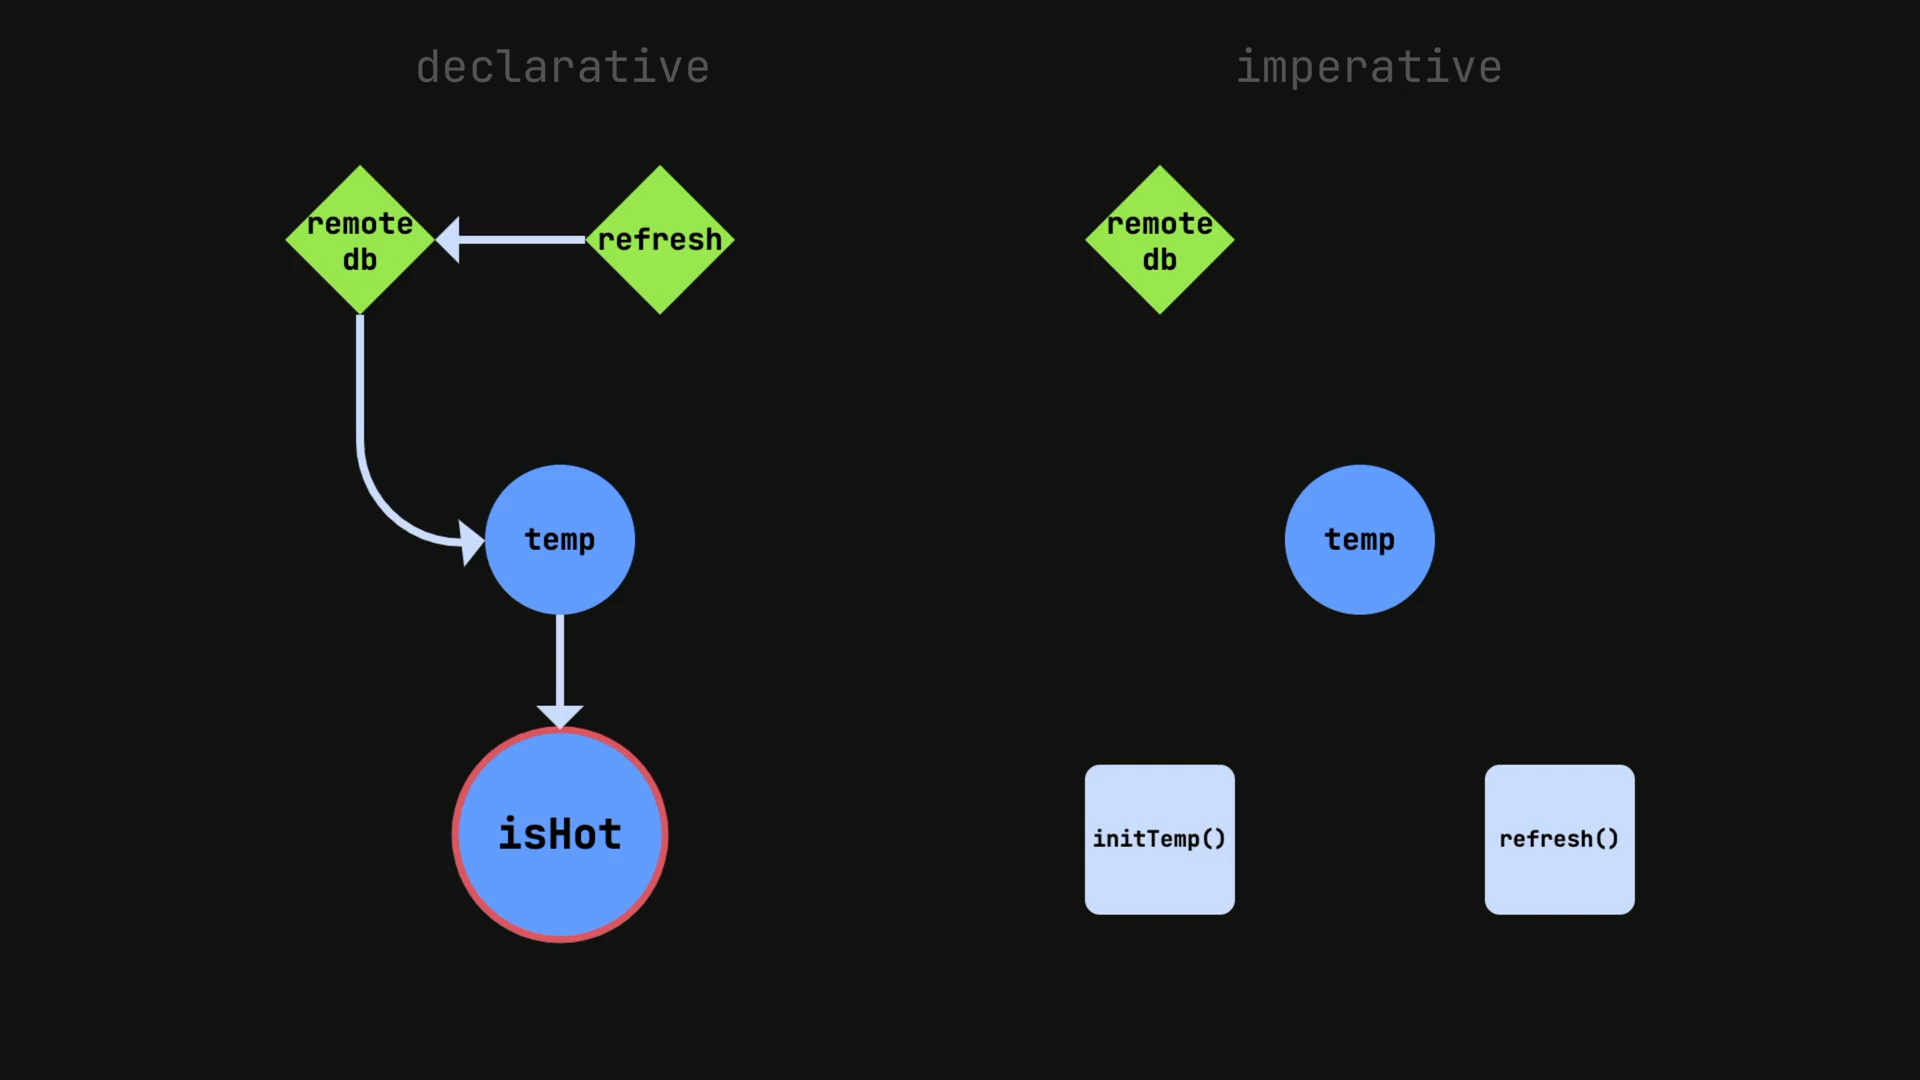 declarative
imperative
remote
db
refresh
remote
db
temp
temp
isHot
initTemp()
refresh()